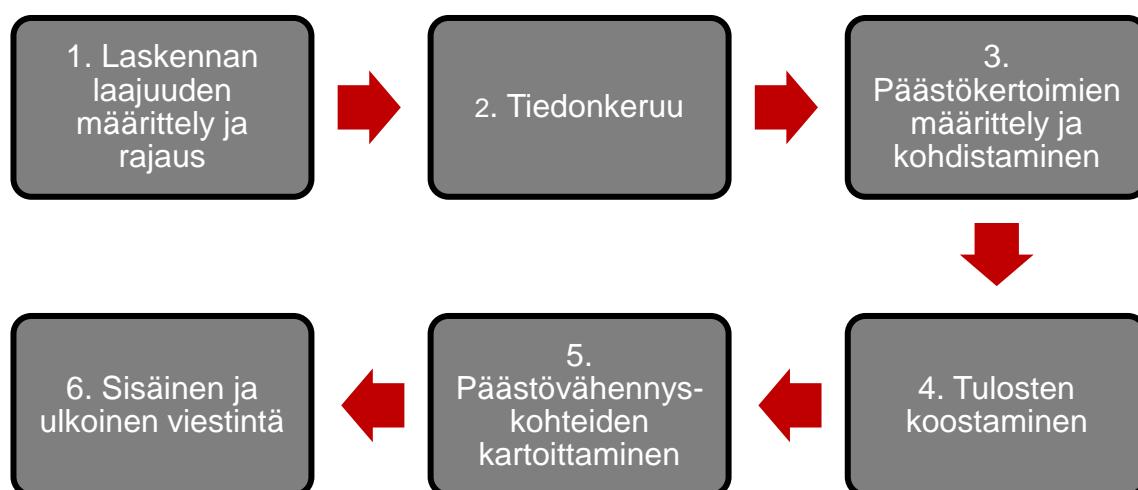 1. Laskennan
laajuuden
määrittely ja
rajaus
2. Tiedonkeruu
3.
Päästökertoimien
määrittely ja
kohdistaminen
4. Tulosten
koostaminen
5.
Päästövähennys-
kohteiden
kartoittaminen
6. Sisäinen ja
ulkoinen viestintä